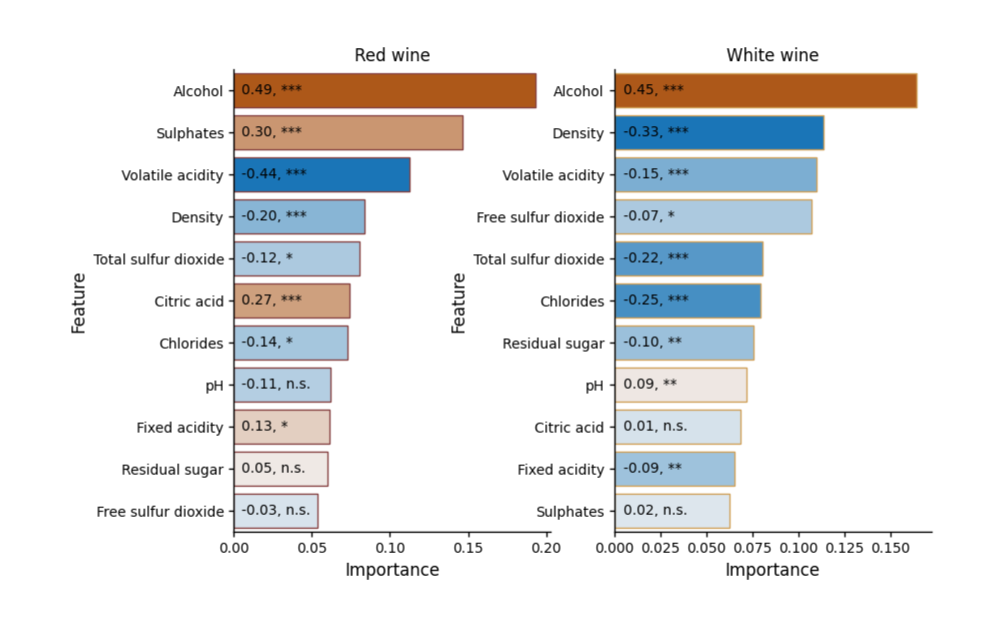 Red wine
Alcohol 0.49, ***
Sulphates 0.30, ***
Volatile acidity -0.44, ***
Density -0.20, ***
Total sulfur dioxide -0.12, *
Citric acid 0.27, ***
Chlorides -0.14, *
pH -0.11, n.s.
Fixed acidity 0.13, *
Residual sugar 0.05, n.s.
Free sulfur dioxide -0.03, n.s.
Feature
0.00 0.05 0.10 0.15 0.20
Importance
White wine
Alcohol 0.45, ***
Density -0.33, ***
Volatile acidity -0.15, ***
Free sulfur dioxide -0.07, *
Total sulfur dioxide -0.22, ***
Chlorides -0.25, ***
Residual sugar -0.10, **
pH 0.09, **
Citric acid 0.01, n.s.
Fixed acidity -0.09, **
Sulphates 0.02, n.s.
Feature
0.000 0.025 0.050 0.075 0.100 0.125 0.150
Importance